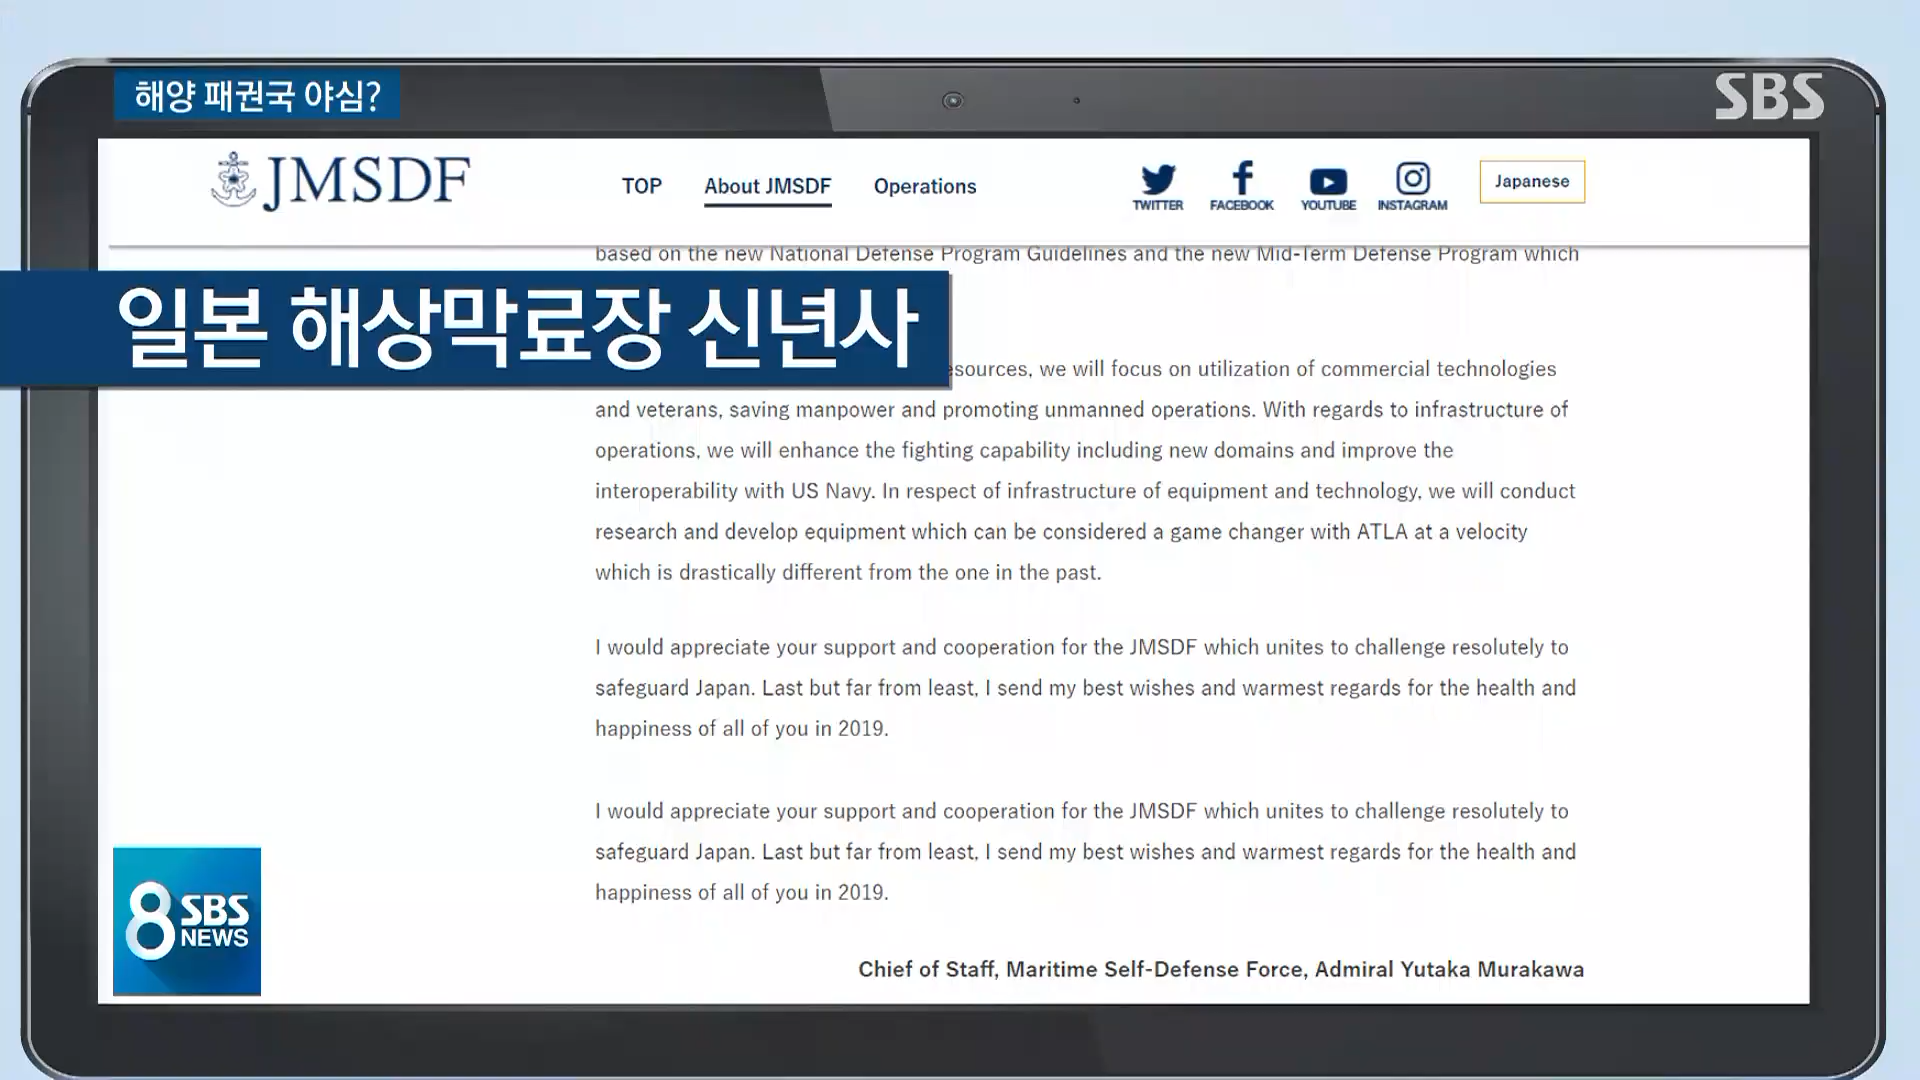 해양 패권국 야심?
SBS
JMSDF
TOP
About JMSDF
Operations
TWITTER
FACEBOOK
YOUTUBE
INSTAGRAM
Japanese
based on the new National Defense Program Guidelines and the new Mid-Term Defense Program which
일본 해상막료장 신년사
we will focus on utilization of commercial technologies
and veterans, saving manpower and promoting unmanned operations. With regards to infrastructure of
operations, we will enhance the fighting capability including new domains and improve the
interoperability with US Navy. In respect of infrastructure of equipment and technology, we will conduct
research and develop equipment which can be considered a game changer with ATLA at a velocity
which is drastically different from the one in the past.
I would appreciate your support and cooperation for the JMSDF which unites to challenge resolutely to
safeguard Japan. Last but far from least, I send my best wishes and warmest regards for the health and
happiness of all of you in 2019.
I would appreciate your support and cooperation for the JMSDF which unites to challenge resolutely to
safeguard Japan. Last but far from least, I send my best wishes and warmest regards for the health and
happiness of all of you in 2019.
Chief of Staff, Maritime Self-Defense Force, Admiral Yutaka Murakawa
8 SBS
NEWS